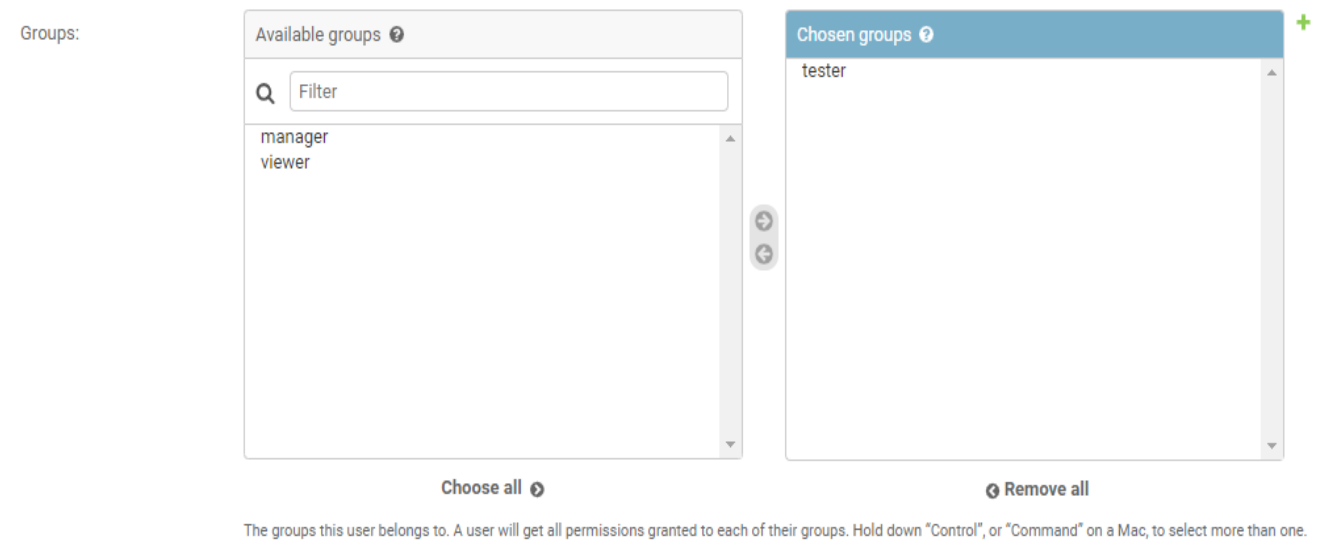 Groups:
Available groups
Filter
manager
viewer
Choose all
Chosen groups
tester
Remove all
The groups this user belongs to. A user will get all permissions granted to each of their groups. Hold down “Control”, or “Command” on a Mac, to select more than one.